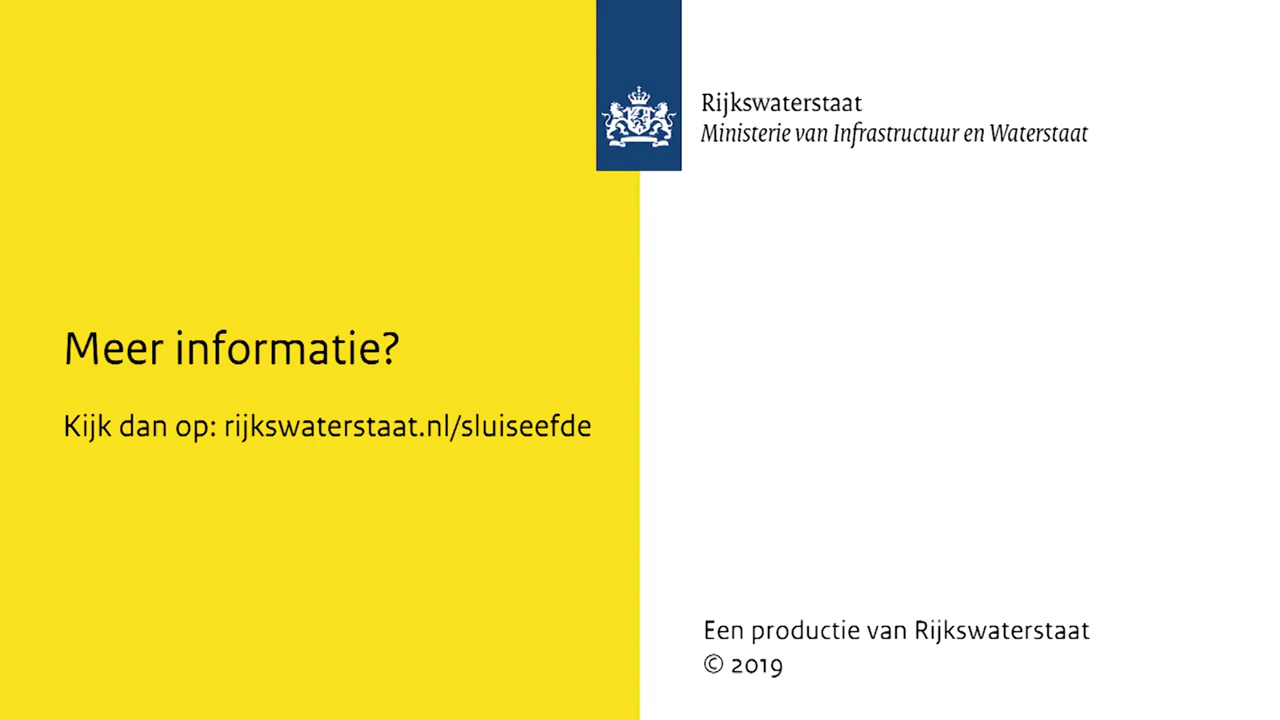 Rijkswaterstaat
Ministerie van Infrastructuur en Waterstaat
Meer informatie?
Kijk dan op: rijkswaterstaat.nl/sluiseefde
Een productie van Rijkswaterstaat
© 2019